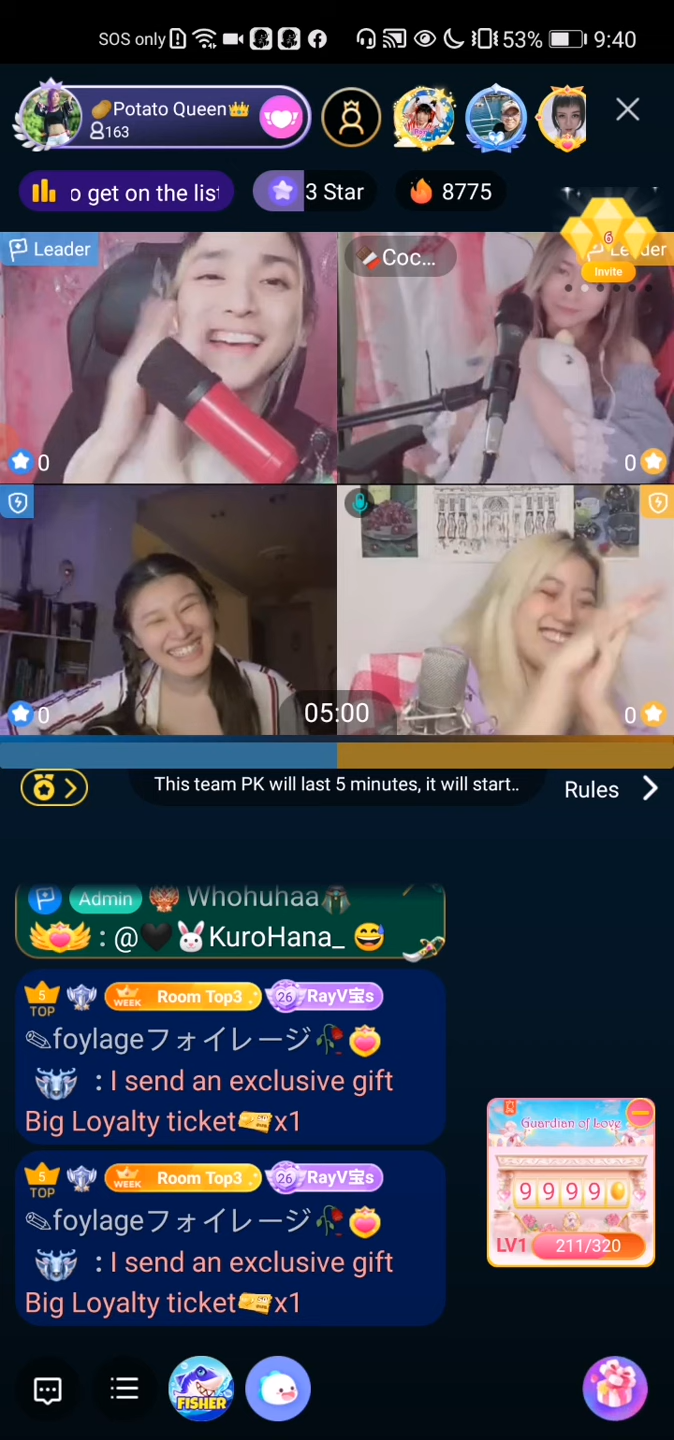 SOS only 53% 9:40
Potato Queen
163
o get on the list 3 Star 8775
6
Invite
Leader Coc... Leader
0 0
05:00
0 0
This team PK will last 5 minutes, it will start.. Rules
Admin Whohuhaa
: @🖤🐰KuroHana_ 😅
5 TOP WEEK Room Top3 26 RayV宝s
✏foylageフォイレージ🥀
: I send an exclusive gift
Big Loyalty ticket🎫x1
5 TOP WEEK Room Top3 26 RayV宝s
✏foylageフォイレージ🥀
: I send an exclusive gift
Big Loyalty ticket🎫x1
Guardian of Love
9 9 9 9
LV1 211/320
FISHER